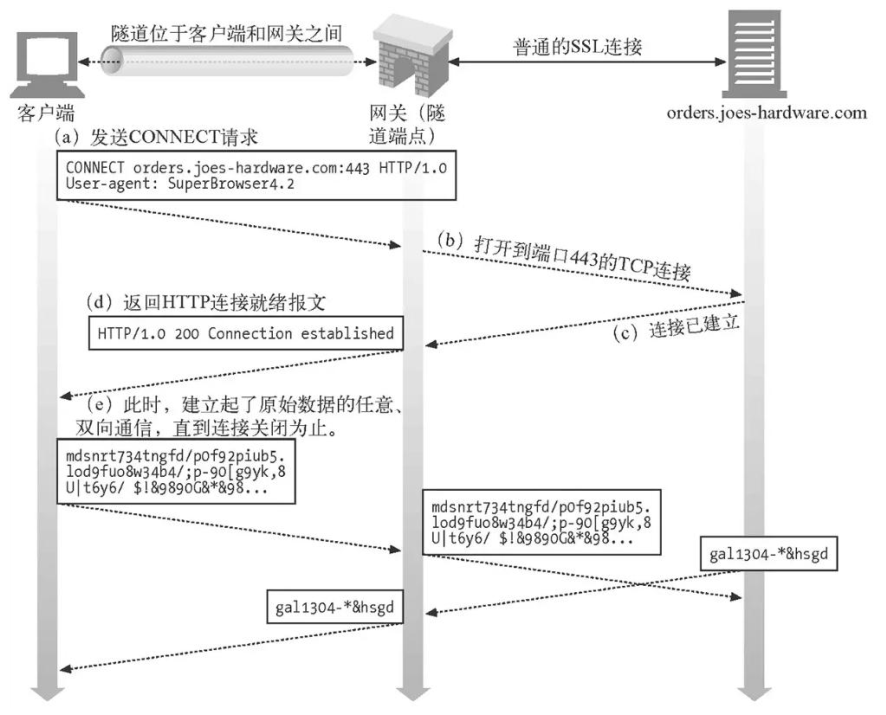 隧道位于客户端和网关之间
普通的SSL连接
客户端
网关（隧
道端点）
orders.joes-hardware.com
（a）发送CONNECT请求
CONNECT orders.joes-hardware.com:443 HTTP/1.0
User-agent: SuperBrowser4.2
（b）打开到端口443的TCP连接
（d）返回HTTP连接就绪报文
HTTP/1.0 200 Connection established
（c）连接已建立
（e）此时，建立起了原始数据的任意、
双向通信，直到连接关闭为止。
mdsnrt734tngfd/p0f92piub5.
lod9fuo8w34b4/;p-90[g9yk,8
U|t6y6/ $!&9890G&*&98...
mdsnrt734tngfd/p0f92piub5.
lod9fuo8w34b4/;p-90[g9yk,8
U|t6y6/ $!&9890G&*&98...
gal1304-*&hsgd
gal1304-*&hsgd